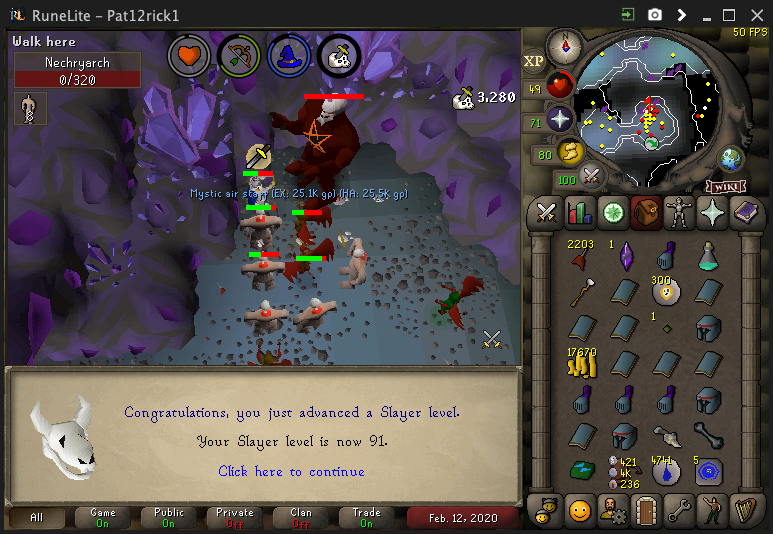 RuneLite - Pat12rick1
50 FPS
Walk here
Nechryarch
0/320
3,280
XP
49
71
80
100
WIKI
Mystic air staff (EX: 25.1K gp) (HA: 25.5K gp)
2203
1
300
1
17670
421
4K
236
4741
5
Congratulations, you just advanced a Slayer level.
Your Slayer level is now 91.
Click here to continue
All
Game
On
Public
On
Private
Off
Clan
Off
Trade
On
Feb. 12, 2020